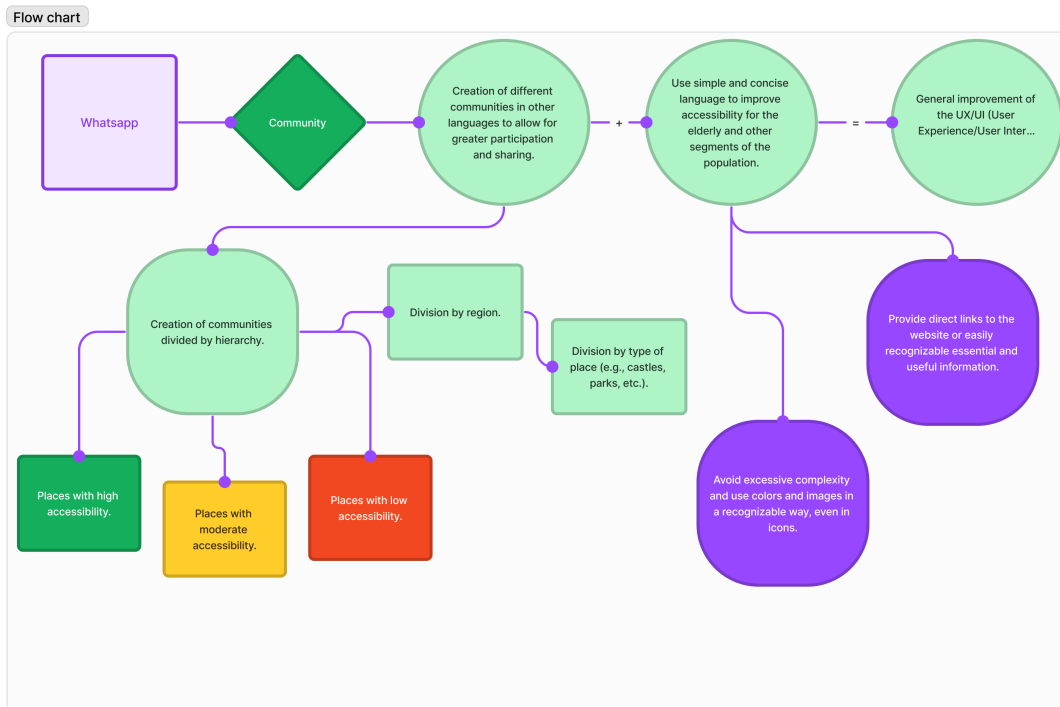 Flow chart
Whatsapp
Community
Creation of different
communities in other
languages to allow for
greater participation
and sharing.
+
Use simple and concise
language to improve
accessibility for the
elderly and other
segments of the
population.
=
General improvement of
the UX/UI (User
Experience/User Inter...
Creation of communities
divided by hierarchy.
Division by region.
Division by type of
place (e.g., castles,
parks, etc.).
Provide direct links to the
website or easily
recognizable essential and
useful information.
Places with high
accessibility.
Places with
moderate
accessibility.
Places with low
accessibility.
Avoid excessive complexity
and use colors and images in
a recognizable way, even in
icons.